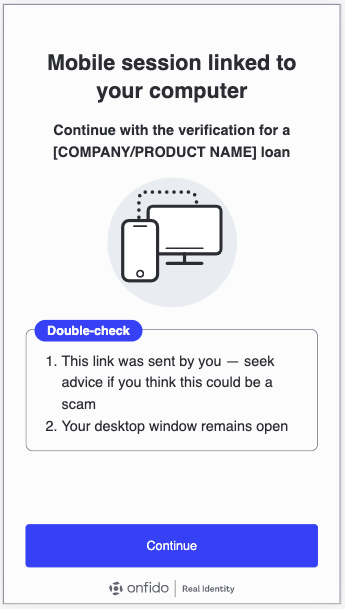 Mobile session linked to
your computer
Continue with the verification for a
[COMPANY/PRODUCT NAME] loan
Double-check
1. This link was sent by you — seek
advice if you think this could be a
scam
2. Your desktop window remains open
Continue
onfido | Real Identity